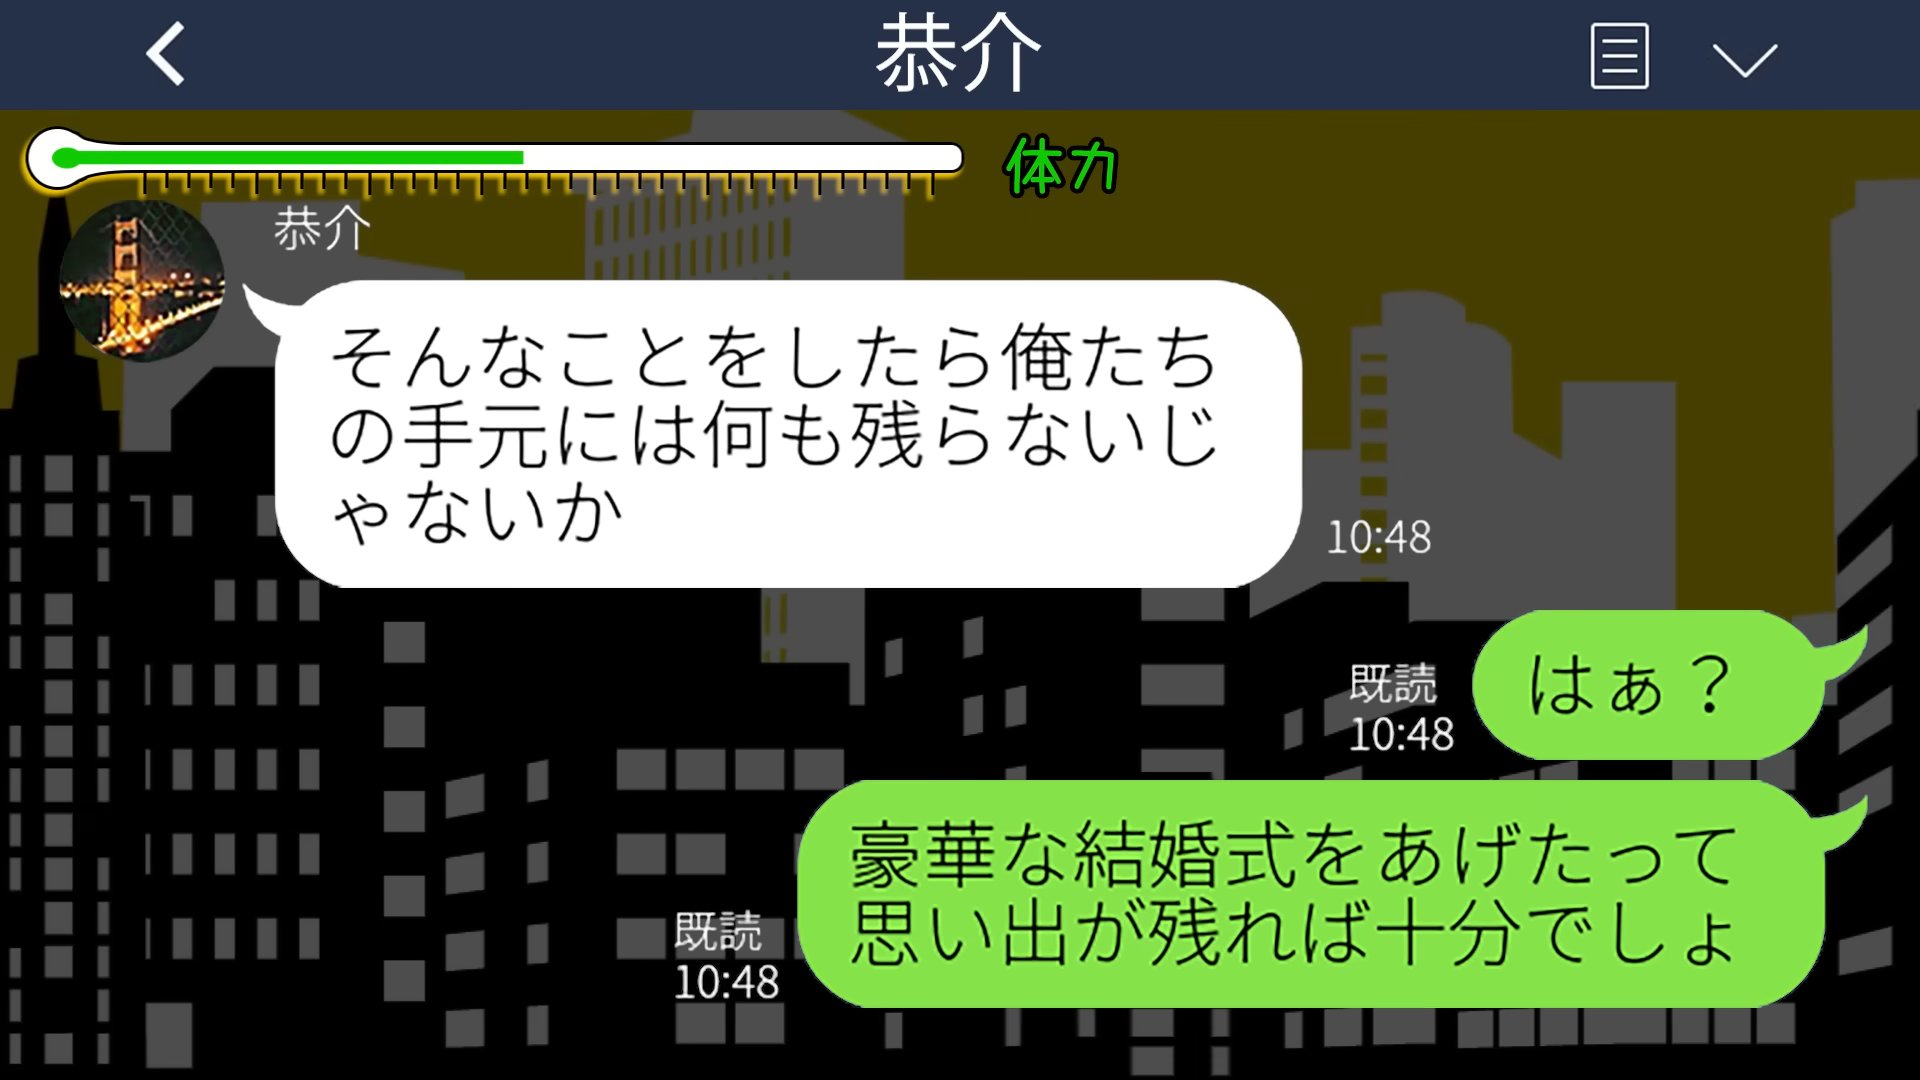 恭介
体力
恭介
そんなことをしたら俺たち
の手元には何も残らないじ
ゃないか
10:48
既読
10:48
はぁ？
豪華な結婚式をあげたって
思い出が残れば十分でしょ
既読
10:48